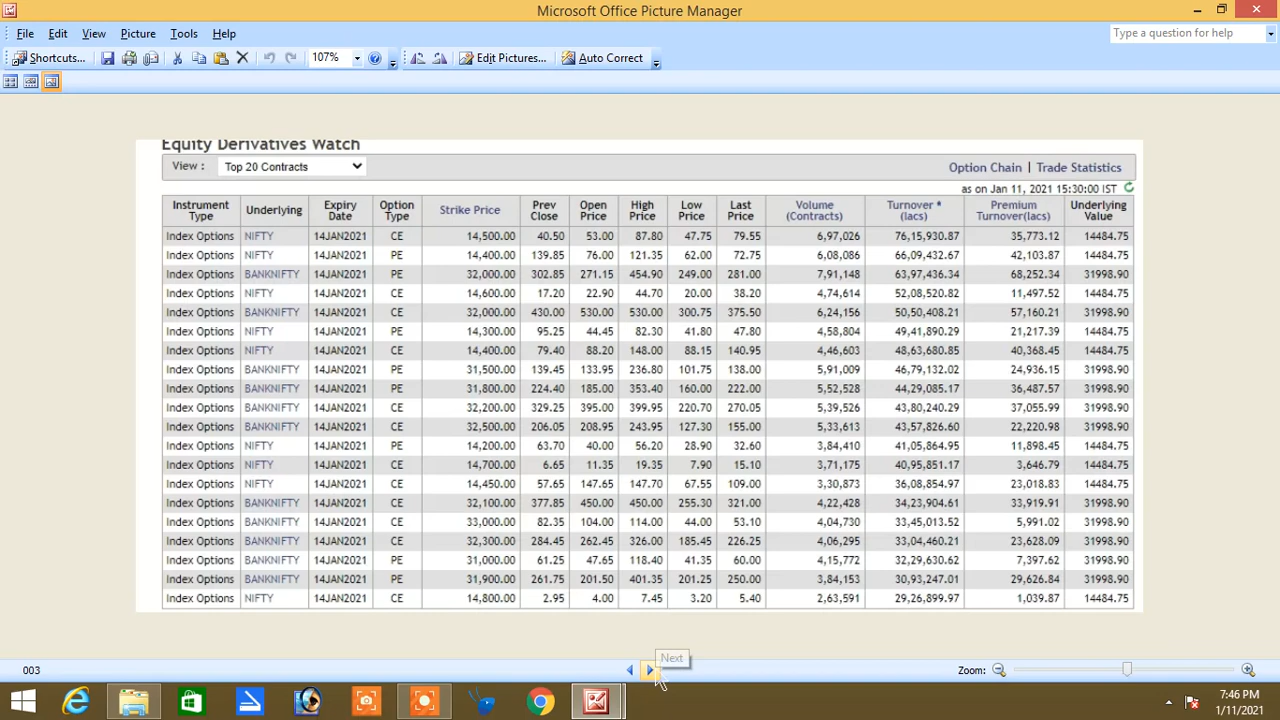 Microsoft Office Picture Manager
File Edit View Picture Tools Help
Type a question for help
Shortcuts... 107% Edit Pictures... Auto Correct
Equity Derivatives Watch
View : Top 20 Contracts Option Chain | Trade Statistics
as on Jan 11, 2021 15:30:00 IST
Instrument Type Underlying Expiry Date Option Type Strike Price Prev Close Open Price High Price Low Price Last Price Volume (Contracts) Turnover * (lacs) Premium Turnover(lacs) Underlying Value
Index Options NIFTY 14JAN2021 CE 14,500.00 40.50 53.00 87.80 47.75 79.55 6,97,026 76,15,930.87 35,773.12 14484.75
Index Options NIFTY 14JAN2021 PE 14,400.00 139.85 76.00 121.35 62.00 72.75 6,08,086 66,09,432.67 42,103.87 14484.75
Index Options BANKNIFTY 14JAN2021 PE 32,000.00 302.85 271.15 454.90 249.00 281.00 7,91,148 63,97,436.34 68,252.34 31998.90
Index Options NIFTY 14JAN2021 CE 14,600.00 17.20 22.90 44.70 20.00 38.20 4,74,614 52,08,520.82 11,497.52 14484.75
Index Options BANKNIFTY 14JAN2021 CE 32,000.00 430.00 530.00 530.00 300.75 375.50 6,24,156 50,50,408.21 57,160.21 31998.90
Index Options NIFTY 14JAN2021 PE 14,300.00 95.25 44.45 82.30 41.80 47.80 4,58,804 49,41,890.29 21,217.39 14484.75
Index Options NIFTY 14JAN2021 CE 14,400.00 79.40 88.20 148.00 88.15 140.95 4,46,603 48,63,680.85 40,368.45 14484.75
Index Options BANKNIFTY 14JAN2021 PE 31,500.00 139.45 133.95 236.80 101.75 138.00 5,91,009 46,79,132.02 24,936.15 31998.90
Index Options BANKNIFTY 14JAN2021 PE 31,800.00 224.40 185.00 353.40 160.00 222.00 5,52,528 44,29,085.17 36,487.57 31998.90
Index Options BANKNIFTY 14JAN2021 CE 32,200.00 329.25 395.00 399.95 220.70 270.05 5,39,526 43,80,240.29 37,055.99 31998.90
Index Options BANKNIFTY 14JAN2021 CE 32,500.00 206.05 208.95 243.95 127.30 155.00 5,33,613 43,57,826.60 22,220.98 31998.90
Index Options NIFTY 14JAN2021 PE 14,200.00 63.70 40.00 56.20 28.90 32.60 3,84,410 41,05,864.95 11,898.45 14484.75
Index Options NIFTY 14JAN2021 CE 14,700.00 6.65 11.35 19.35 7.90 15.10 3,71,175 40,95,851.17 3,646.79 14484.75
Index Options NIFTY 14JAN2021 CE 14,450.00 57.65 147.65 147.70 67.55 109.00 3,30,873 36,08,854.97 23,018.83 14484.75
Index Options BANKNIFTY 14JAN2021 CE 32,100.00 377.85 450.00 450.00 255.30 321.00 4,22,428 34,23,904.61 33,919.91 31998.90
Index Options BANKNIFTY 14JAN2021 CE 33,000.00 82.35 104.00 114.00 44.00 53.10 4,04,730 33,45,013.52 5,991.02 31998.90
Index Options BANKNIFTY 14JAN2021 CE 32,300.00 284.45 262.45 326.00 185.45 226.25 4,06,295 33,04,460.21 23,628.09 31998.90
Index Options BANKNIFTY 14JAN2021 PE 31,000.00 61.25 47.65 118.40 41.35 60.00 4,15,772 32,29,630.62 7,397.62 31998.90
Index Options BANKNIFTY 14JAN2021 PE 31,900.00 261.75 201.50 401.35 201.25 250.00 3,84,153 30,93,247.01 29,626.84 31998.90
Index Options NIFTY 14JAN2021 CE 14,800.00 2.95 4.00 7.45 3.20 5.40 2,63,591 29,26,899.97 1,039.87 14484.75
Next
003 Zoom:
7:46 PM
1/11/2021